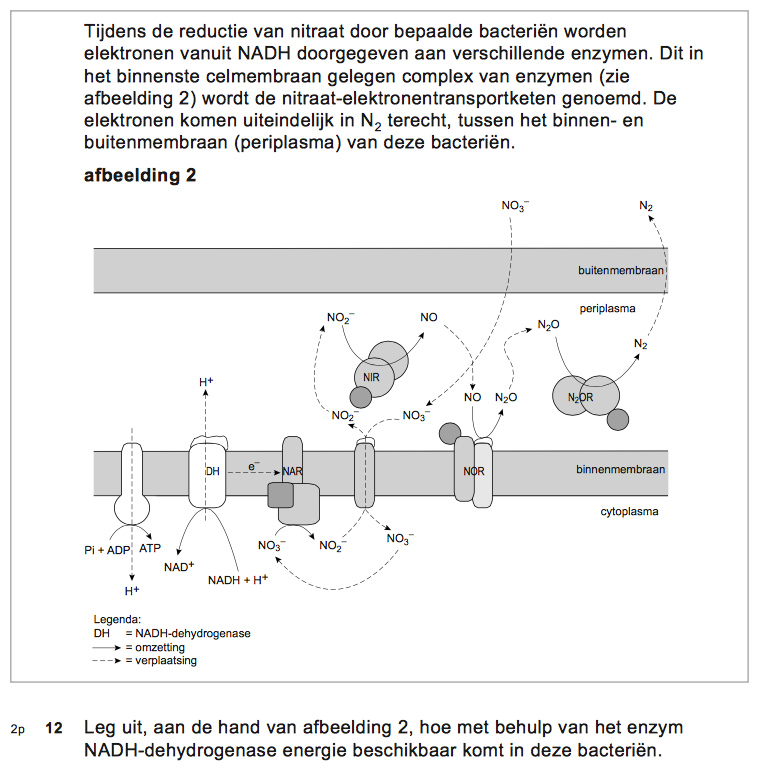 Tijdens de reductie van nitraat door bepaalde bacteriën worden
elektronen vanuit NADH doorgegeven aan verschillende enzymen. Dit in
het binnenste celmembraan gelegen complex van enzymen (zie
afbeelding 2) wordt de nitraat-elektronentransportketen genoemd. De
elektronen komen uiteindelijk in N₂ terecht, tussen het binnen- en
buitenmembraan (periplasma) van deze bacteriën.
afbeelding 2
NO₃⁻ N₂
buitenmembraan
periplasma
NO₂⁻ NO N₂O
N₂
NIR
H⁺ NO N₂O N₂OR
NO₂⁻ NO₃⁻
DH e⁻ NAR NOR binnenmembraan
cytoplasma
Pi + ADP ATP NO₃⁻ NO₂⁻ NO₃⁻
NAD⁺
NADH + H⁺
H⁺
Legenda:
DH = NADH-dehydrogenase
= omzetting
= verplaatsing
2p 12 Leg uit, aan de hand van afbeelding 2, hoe met behulp van het enzym
NADH-dehydrogenase energie beschikbaar komt in deze bacteriën.